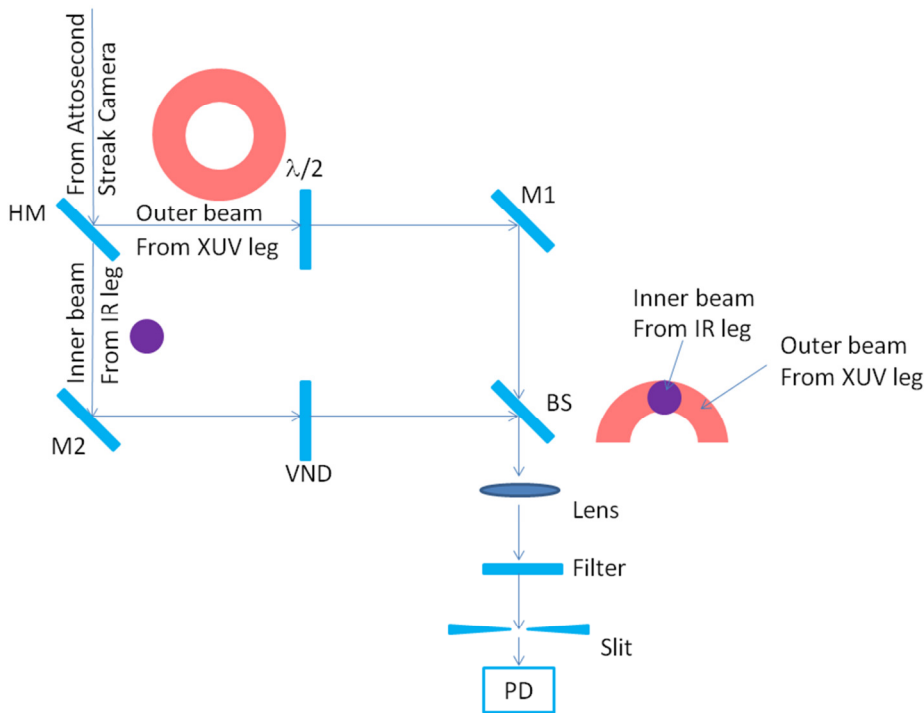 From Attosecond
Streak Camera
λ/2
HM
Outer beam
From XUV leg
M1
Inner beam
From IR leg
Inner beam
From IR leg
Outer beam
From XUV leg
BS
M2
VND
Lens
Filter
Slit
PD